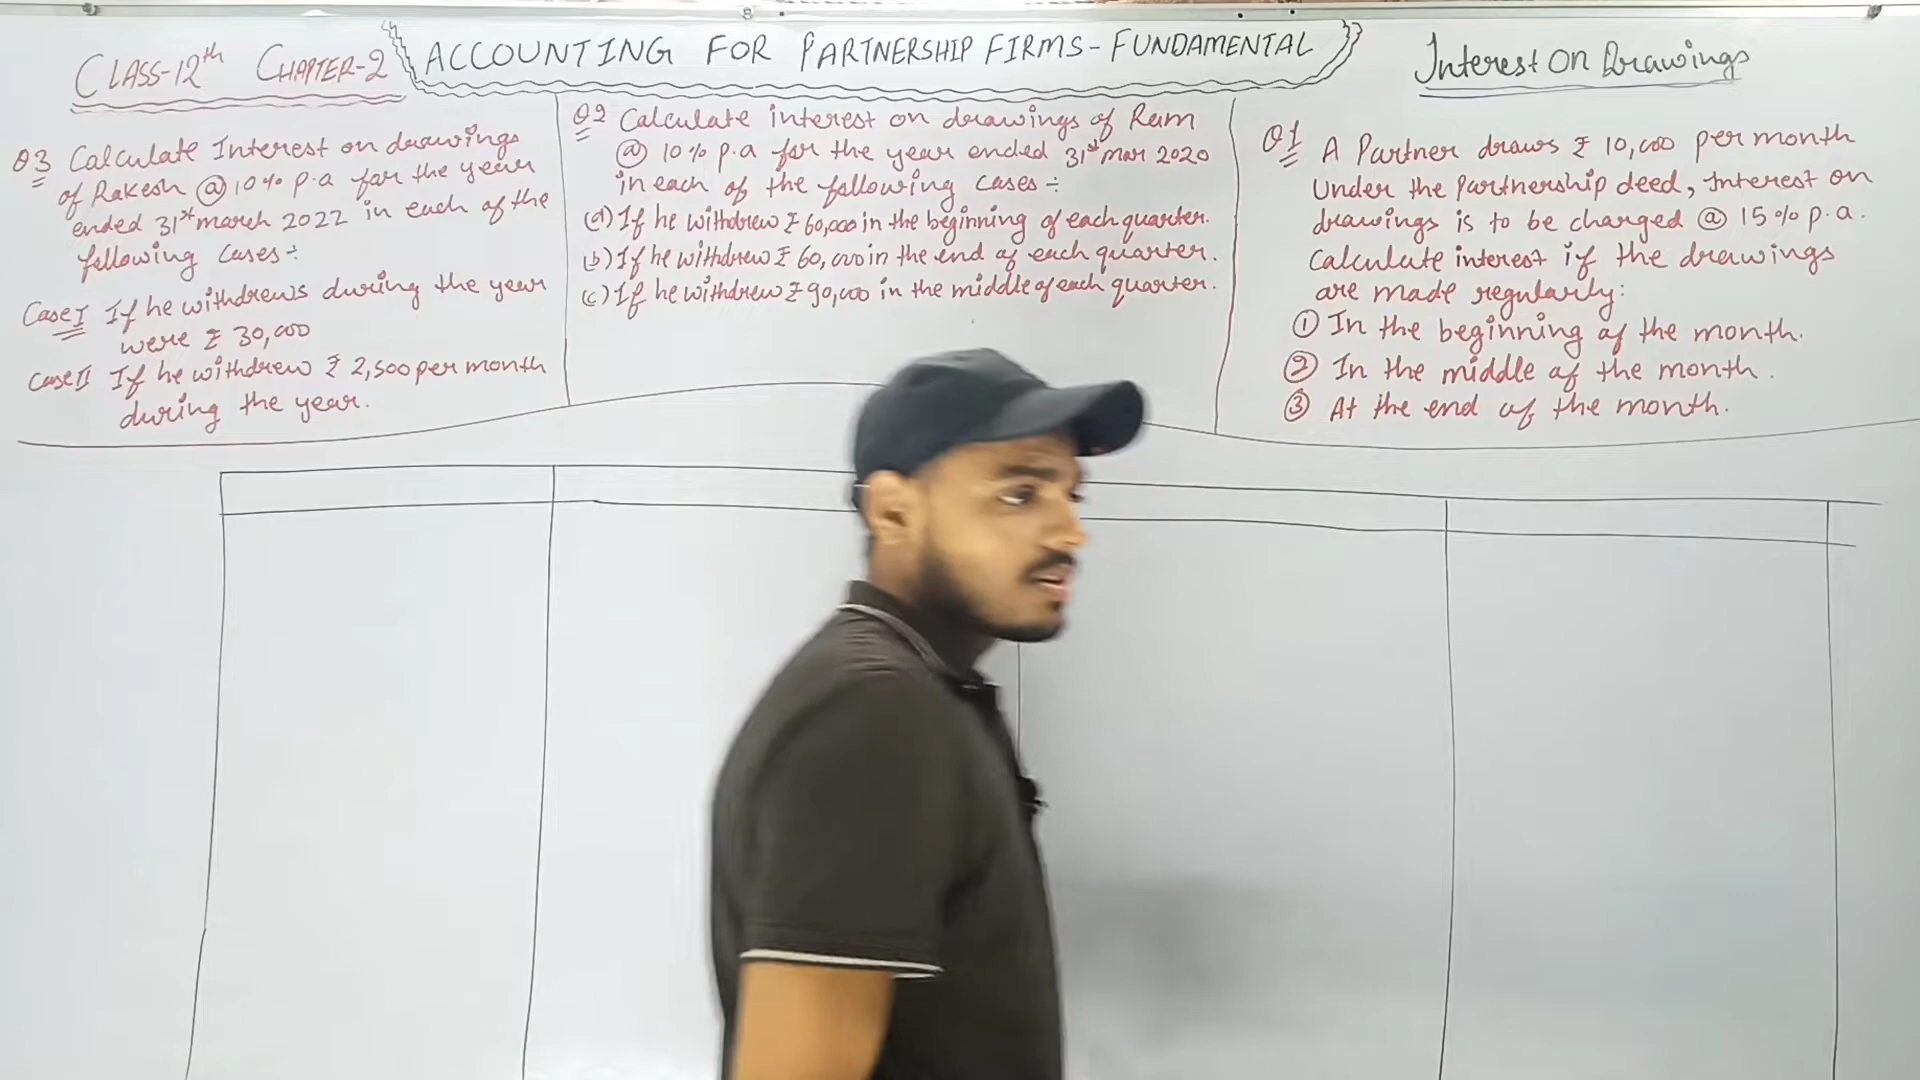 CLASS-12th CHAPTER-2
ACCOUNTING FOR PARTNERSHIP FIRMS - FUNDAMENTAL
Interest On Drawings
Q3 Calculate Interest on drawings
of Rakesh @ 10% p.a for the year
ended 31st march 2022 in each of the
following cases ÷
Case I If he withdrews during the year
were ₹ 30,000
Case II If he withdrew ₹ 2,500 per month
during the year.
Q2 Calculate interest on drawings of Ram
@ 10% p.a for the year ended 31st Mar 2020
in each of the following cases ÷
(a) If he withdrew ₹ 60,000 in the beginning of each quarter.
(b) If he withdrew ₹ 60,000 in the end of each quarter.
(c) If he withdrew ₹ 90,000 in the middle of each quarter.
Q1 A Partner draws ₹ 10,000 per month
Under the Partnership deed, Interest on
drawings is to be charged @ 15% p.a.
Calculate interest if the drawings
are made regularly:
① In the beginning of the month.
② In the middle of the month.
③ At the end of the month.